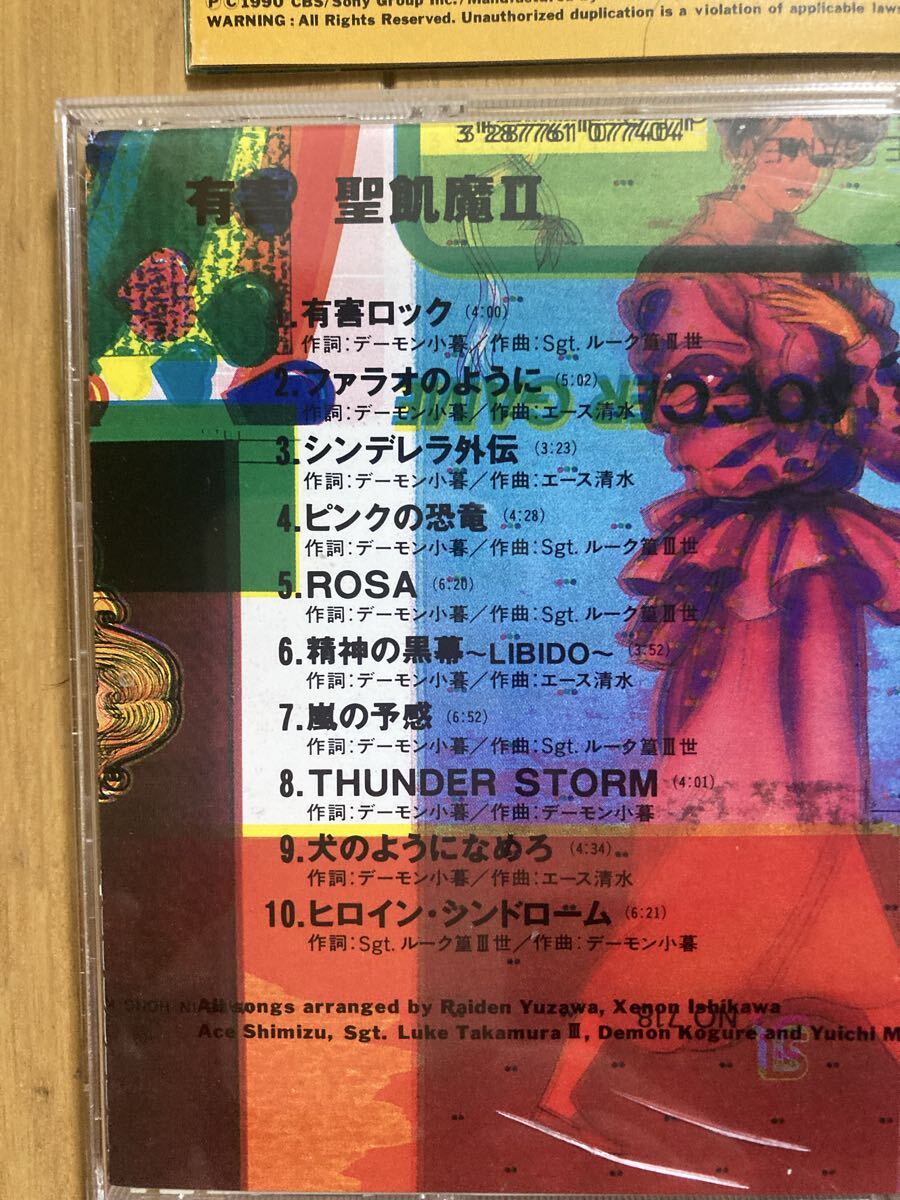 Ⓟ©1990 CBS/Sony Group Inc./Manufactured by
WARNING: All Rights Reserved. Unauthorized duplication is a violation of applicable laws
有害 聖飢魔II
1.有害ロック (4:00)
作詞:デーモン小暮/作曲:Sgt. ルーク篁Ⅲ世
2.ファラオのように (5:02)
作詞:デーモン小暮/作曲:エース清水
3.シンデレラ外伝 (3:23)
作詞:デーモン小暮/作曲:エース清水
4.ピンクの恐竜 (4:28)
作詞:デーモン小暮/作曲:Sgt. ルーク篁Ⅲ世
5.ROSA (6:20)
作詞:デーモン小暮/作曲:Sgt. ルーク篁Ⅲ世
6.精神の黒幕~LIBIDO~ (3:52)
作詞:デーモン小暮/作曲:エース清水
7.嵐の予感 (6:52)
作詞:デーモン小暮/作曲:Sgt. ルーク篁Ⅲ世
8.THUNDER STORM (4:01)
作詞:デーモン小暮/作曲:デーモン小暮
9.犬のようになめろ (4:34)
作詞:デーモン小暮/作曲:エース清水
10.ヒロイン・シンドローム (6:21)
作詞:Sgt. ルーク篁Ⅲ世/作曲:デーモン小暮
All songs arranged by Raiden Yuzawa, Xenon Ishikawa
Ace Shimizu, Sgt. Luke Takamura Ⅲ, Demon Kogure and Yuichi M
NO. 718